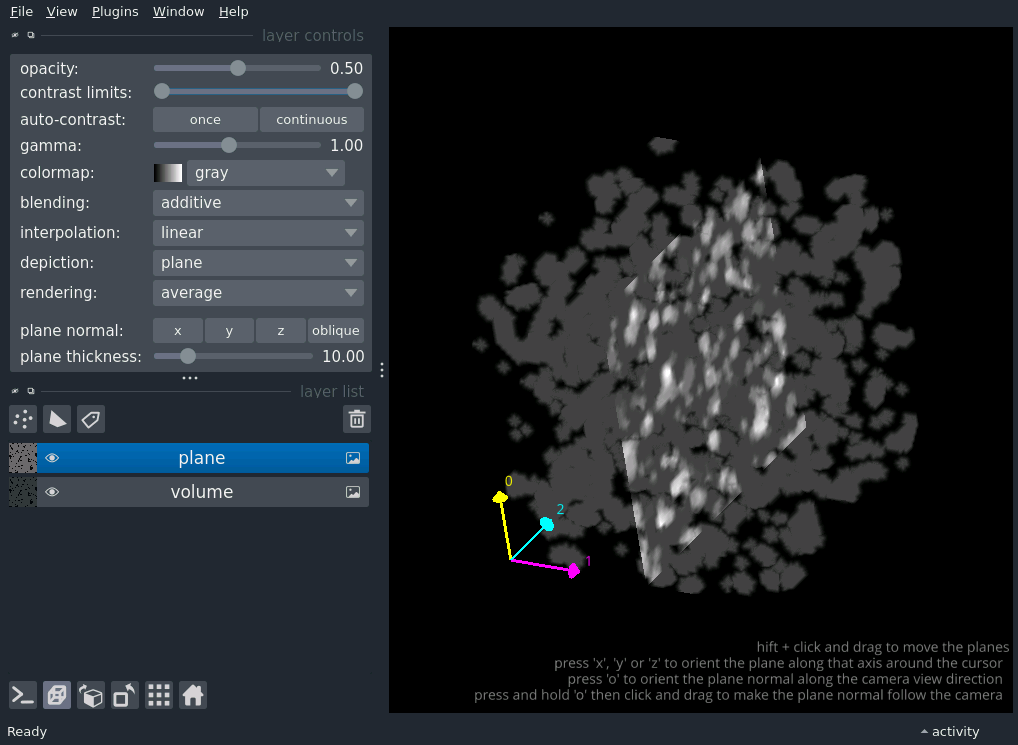 File View Plugins Window Help
layer controls
opacity: 0.50
contrast limits:
auto-contrast: once continuous
gamma: 1.00
colormap: gray
blending: additive
interpolation: linear
depiction: plane
rendering: average
plane normal: x y z oblique
plane thickness: 10.00
layer list
plane
volume
0
2
1
hift + click and drag to move the planes
press 'x', 'y' or 'z' to orient the plane along that axis around the cursor
press 'o' to orient the plane normal along the camera view direction
press and hold 'o' then click and drag to make the plane normal follow the camera
Ready
activity